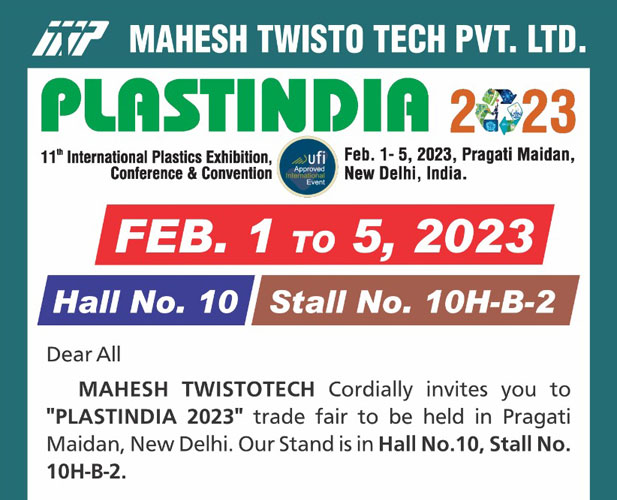 MTP MAHESH TWISTO TECH PVT. LTD.
PLASTINDIA 2023
11th International Plastics Exhibition,
Conference & Convention
ufi
Approved
International
Event
Feb. 1- 5, 2023, Pragati Maidan,
New Delhi, India.
FEB. 1 TO 5, 2023
Hall No. 10
Stall No. 10H-B-2
Dear All
MAHESH TWISTOTECH Cordially invites you to
"PLASTINDIA 2023" trade fair to be held in Pragati
Maidan, New Delhi. Our Stand is in Hall No.10, Stall No.
10H-B-2.